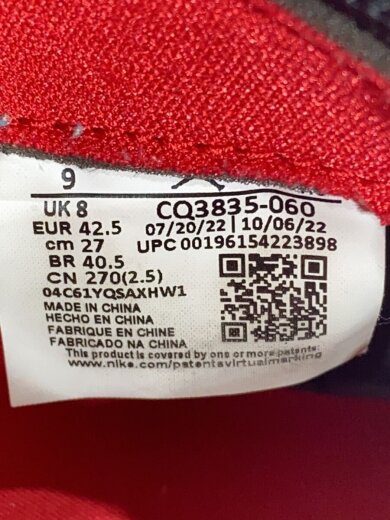 9
UK 8 CQ3835-060
EUR 42.5 07/20/22 | 10/06/22
cm 27 UPC 00196154223898
BR 40.5
CN 270(2.5)
04C61YQSAXHW1
MADE IN CHINA
HECHO EN CHINA
FABRIQUE EN CHINE
FABRICADO NA CHINA
This product is covered by one or more patents:
www.nike.com/patentsvirtualmarking